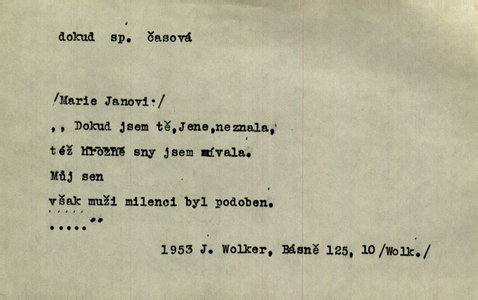 dokud sp. časová
/Marie Janovi:/
,, Dokud jsem tě,Jene,neznala,
též hrozné sny jsem mívala.
Můj sen
však muži milenci byl podoben.
....."
1953 J. Wolker, Básně 125, 10/Wolk./